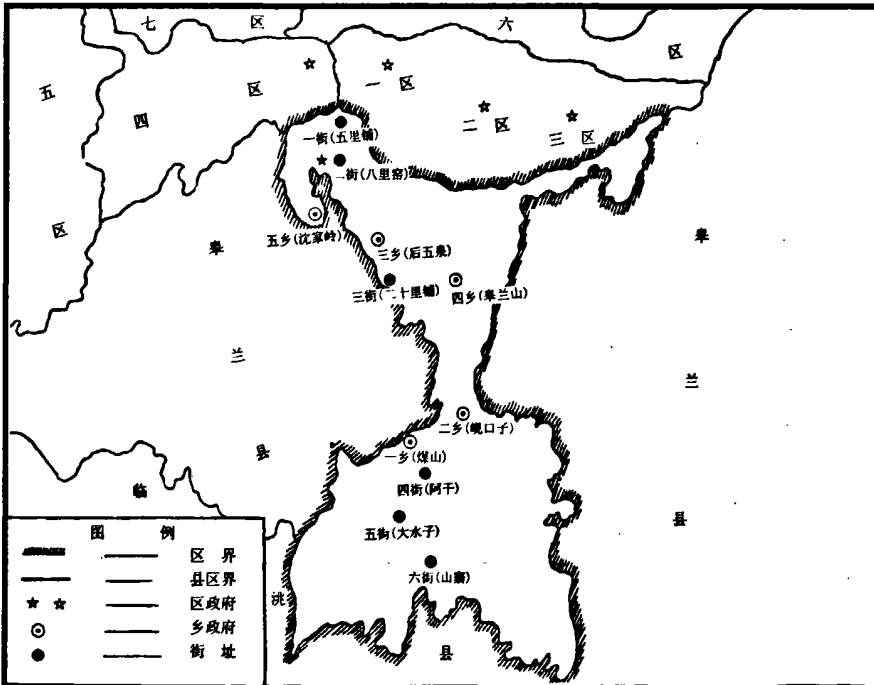 七 区
六 区
五 区
四 区
一 区
二 区
三 区
一街(五里铺)
街(八里窑)
五乡(沈家岭)
三乡(后五泉)
三街(二十里铺)
四乡(皋兰山)
皋 兰 县
皋 兰 县
二乡(岘口子)
一乡(煤山)
四街(阿干)
五街(大水子)
六街(山寨)
临 洮 县
图 例
区 界
县区界
区政府
乡政府
街 址